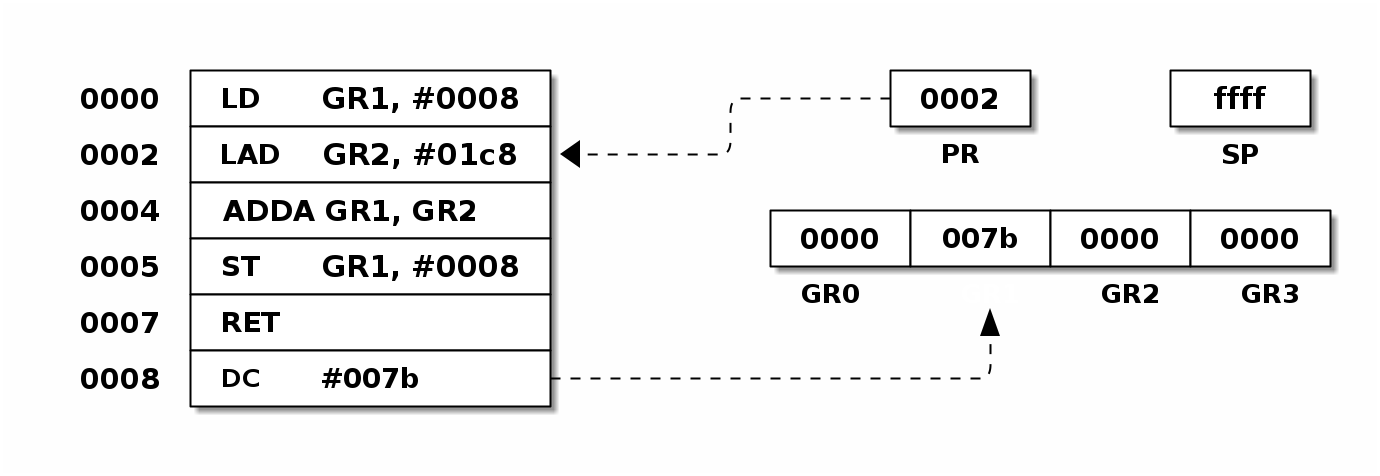 0000 LD GR1, #0008
0002 LAD GR2, #01c8
0004 ADDA GR1, GR2
0005 ST GR1, #0008
0007 RET
0008 DC #007b
0002 ffff
PR SP
0000 007b 0000 0000
GR0 GR2 GR3